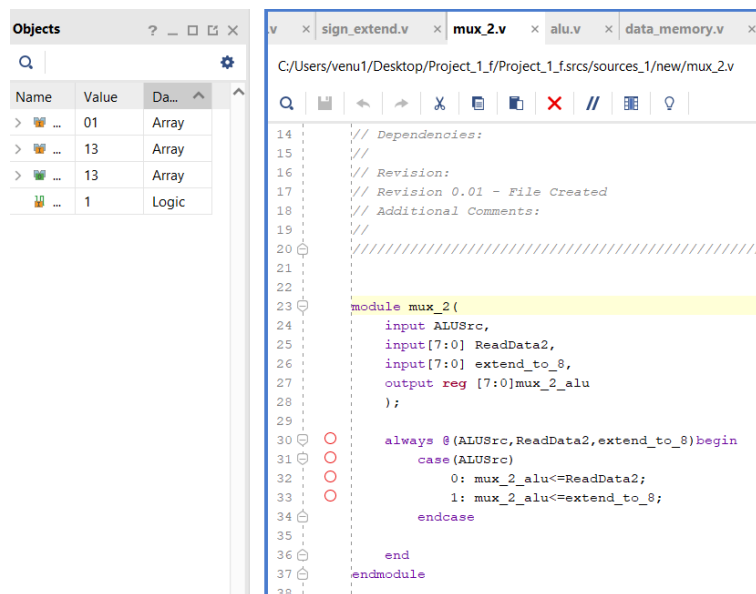 Objects ? _ □ X
.v × sign_extend.v × mux_2.v × alu.v × data_memory.v ×
C:/Users/venu1/Desktop/Project_1_f/Project_1_f.srcs/sources_1/new/mux_2.v
Name Value Da...
... 01 Array
... 13 Array
... 13 Array
... 1 Logic
14 // Dependencies:
15 //
16 // Revision:
17 // Revision 0.01 - File Created
18 // Additional Comments:
19 //
20 //////////////////////////////////////////////////
21
22
23 module mux_2(
24 input ALUSrc,
25 input[7:0] ReadData2,
26 input[7:0] extend_to_8,
27 output reg [7:0]mux_2_alu
28 );
29
30 always @(ALUSrc,ReadData2,extend_to_8)begin
31 case(ALUSrc)
32 0: mux_2_alu<=ReadData2;
33 1: mux_2_alu<=extend_to_8;
34 endcase
35
36 end
37 endmodule
38